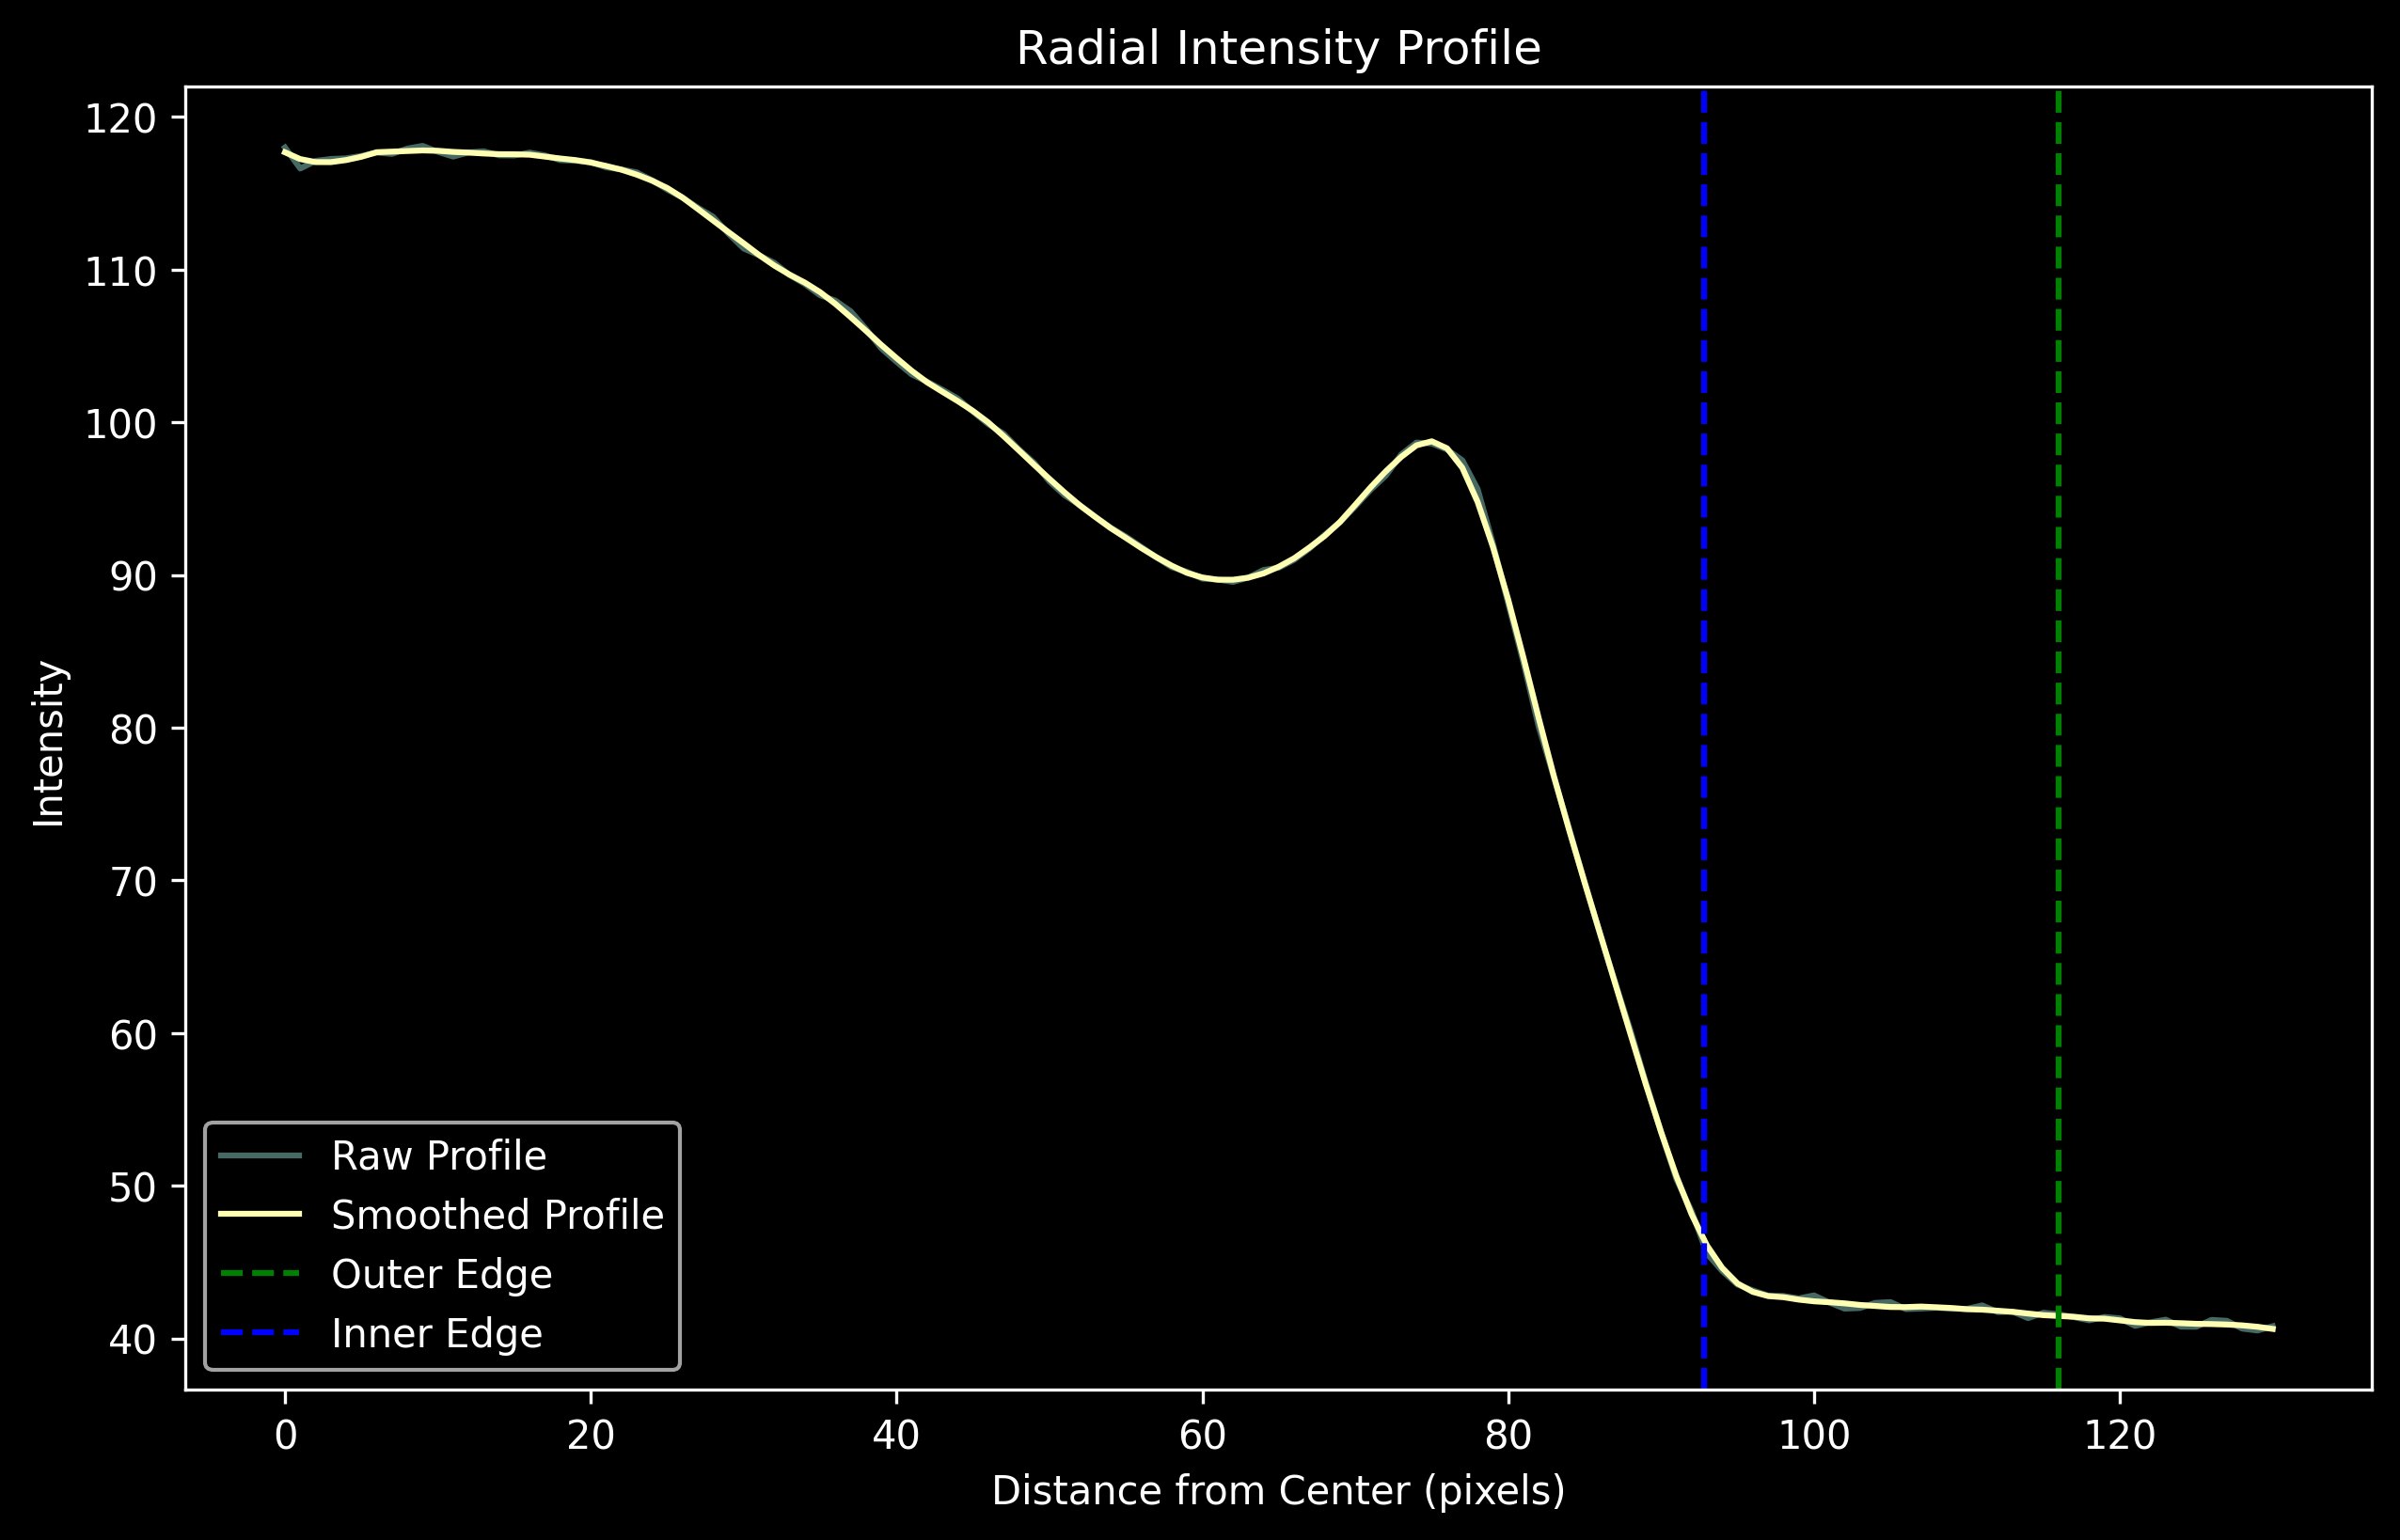 Radial Intensity Profile
120
110
100
90
80
70
60
50
40
Intensity
Raw Profile
Smoothed Profile
Outer Edge
Inner Edge
0 20 40 60 80 100 120
Distance from Center (pixels)